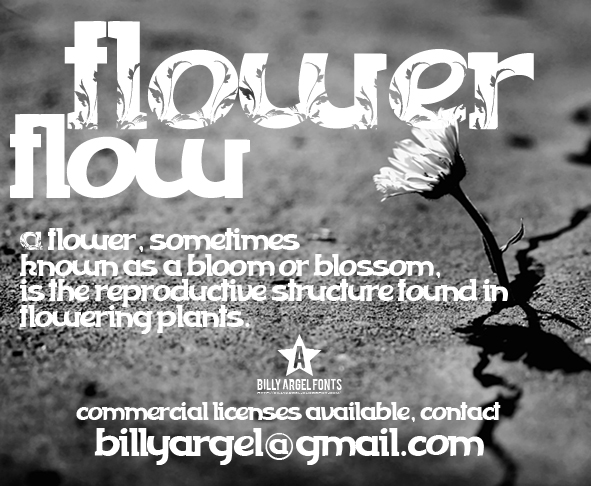 flower
flow
a flower, sometimes
known as a bloom or blossom,
is the reproductive structure found in
flowering plants.
A
BILLY ARGEL FONTS
commercial licenses available, contact
billyargel@gmail.com